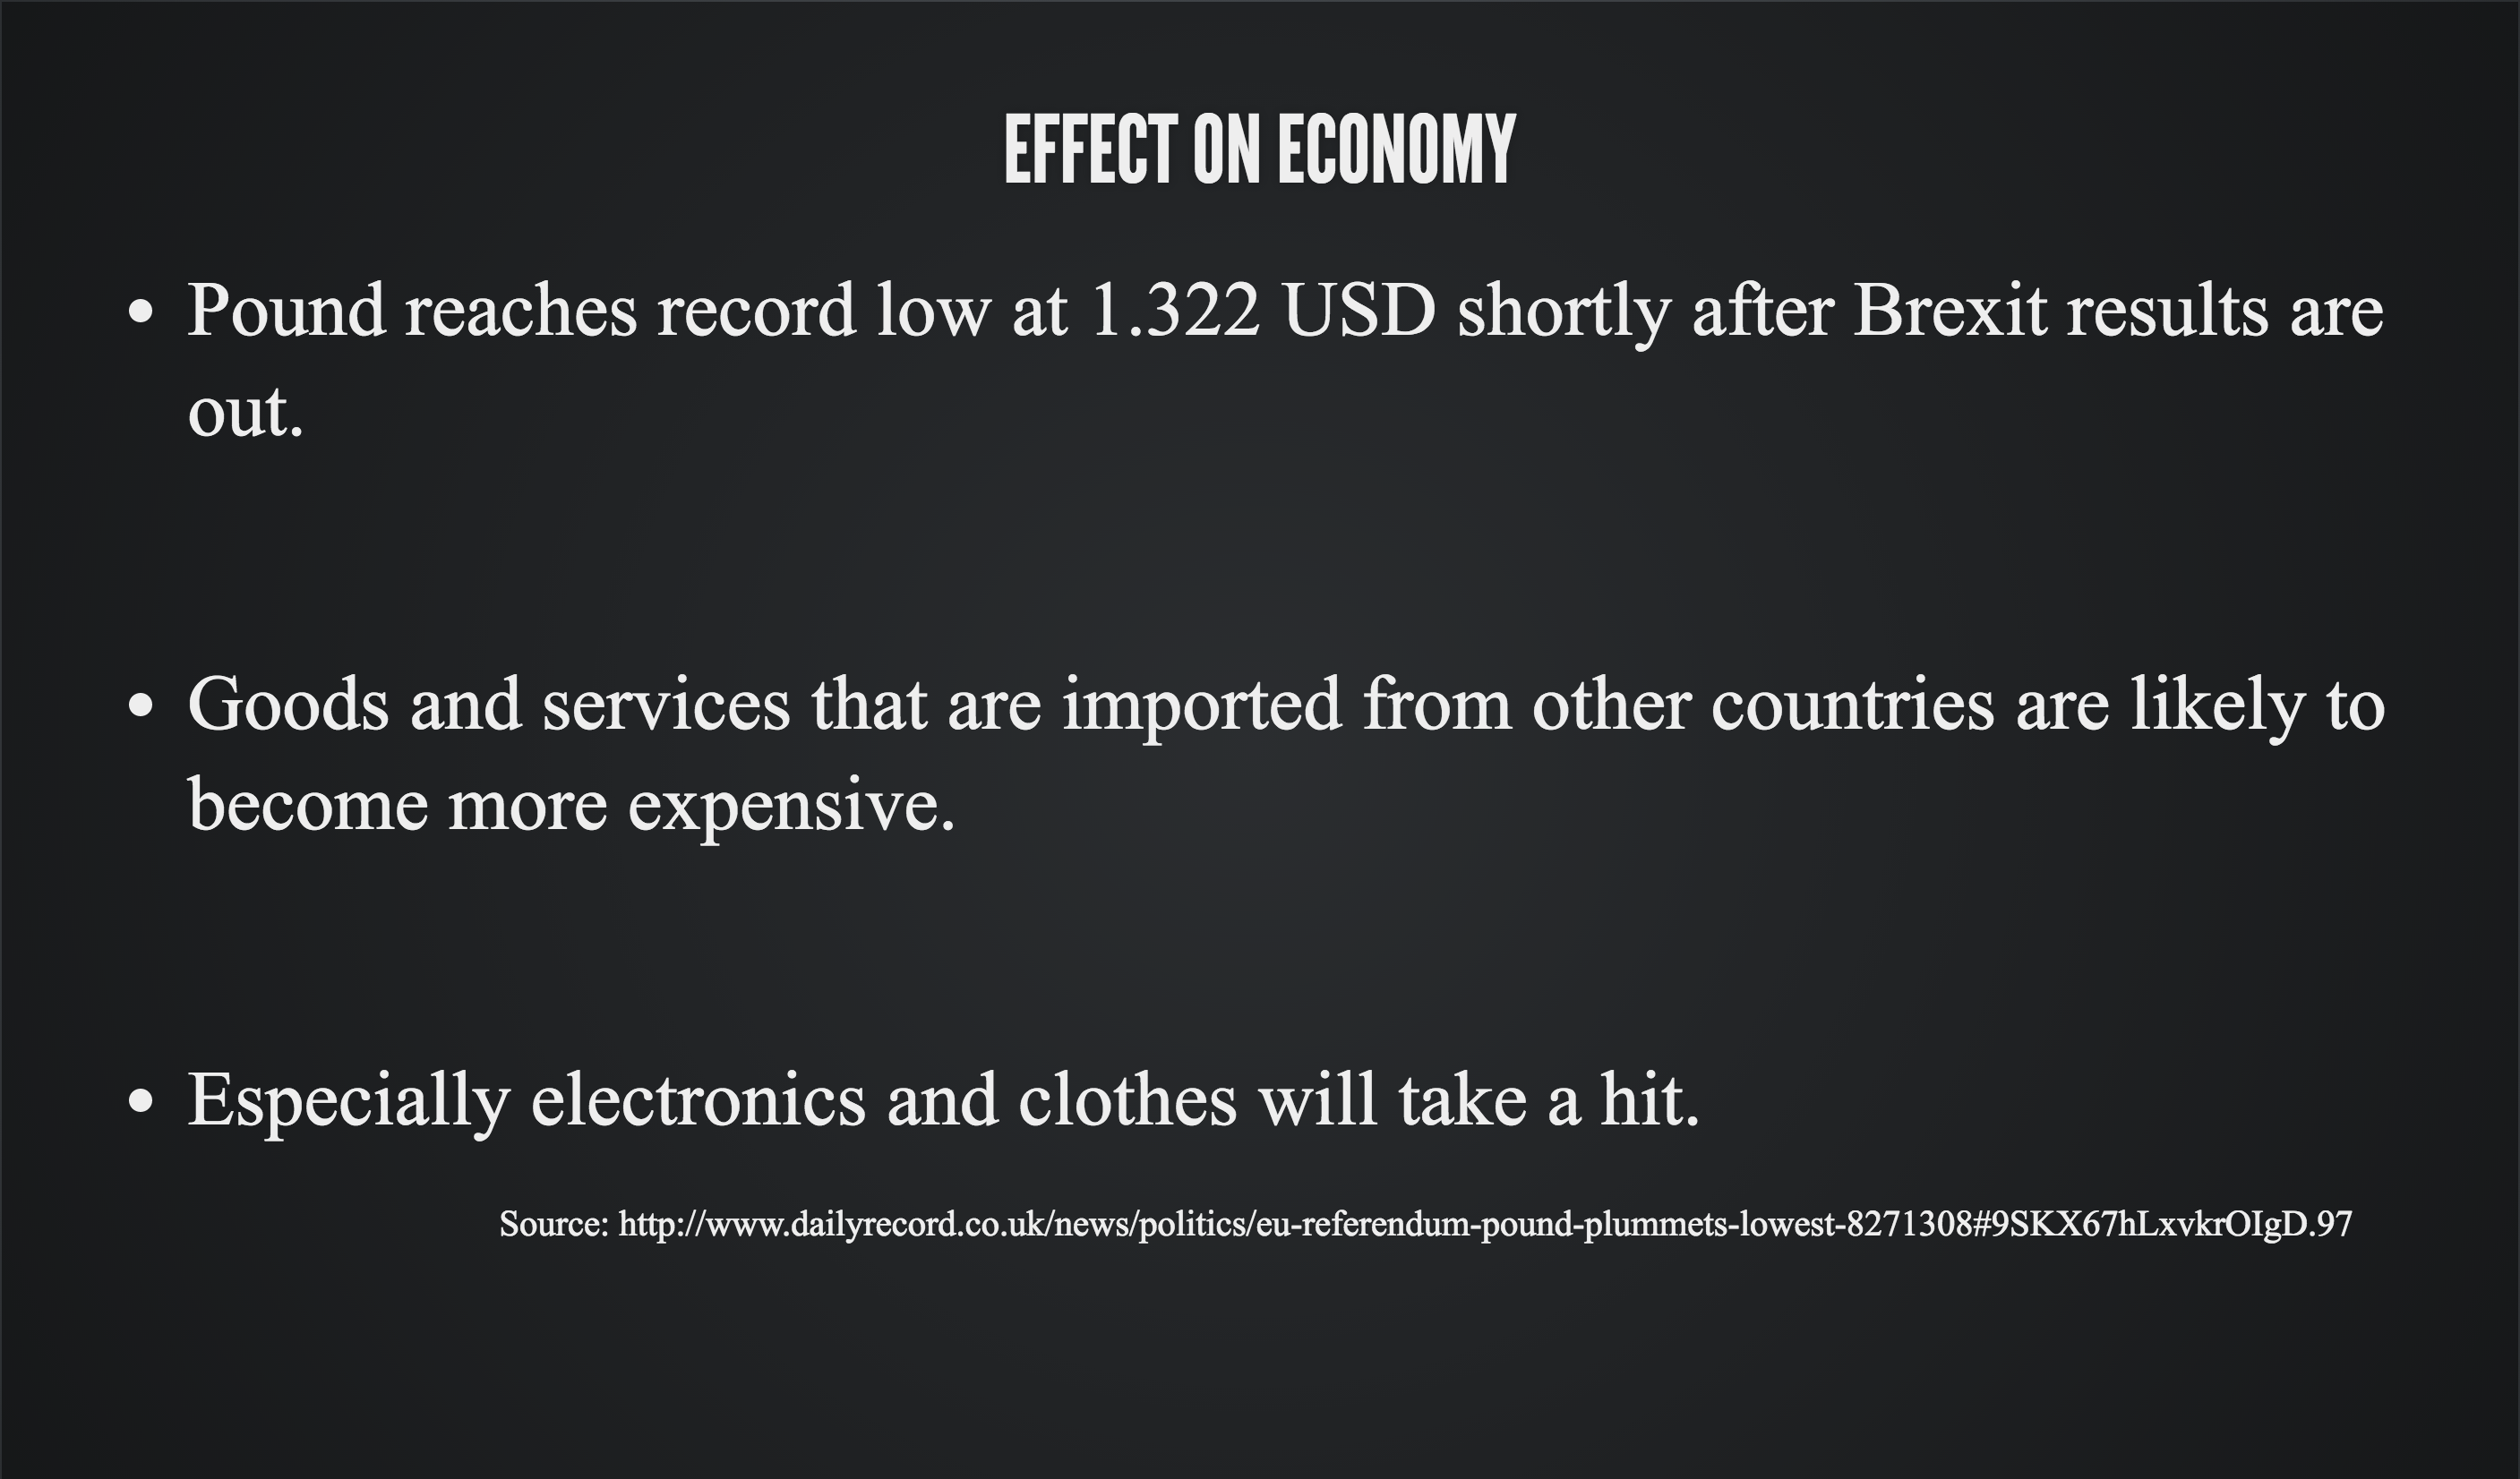 EFFECT ON ECONOMY
• Pound reaches record low at 1.322 USD shortly after Brexit results are
out.
• Goods and services that are imported from other countries are likely to
become more expensive.
• Especially electronics and clothes will take a hit.
Source: http://www.dailyrecord.co.uk/news/politics/eu-referendum-pound-plummets-lowest-8271308#9SKX67hLxvkrOIgD.97